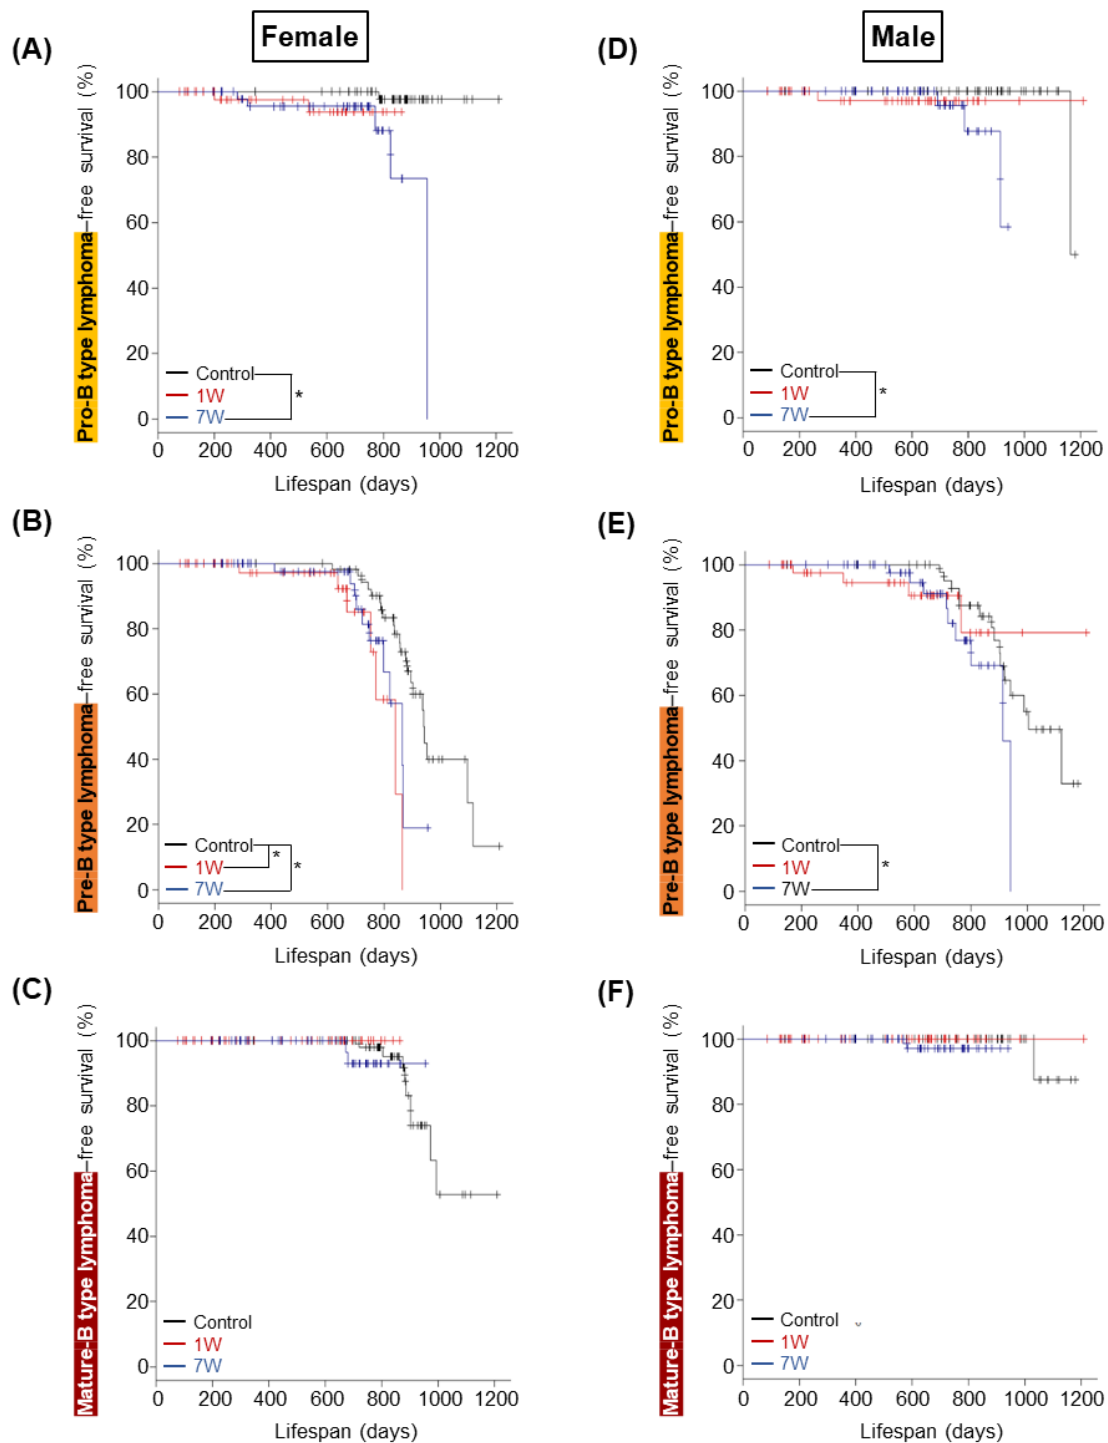 Female
Male
(A)
Pro-B type lymphoma–free survival (%)
100
80
60
40
20
0
Control
1W
7W
*
0 200 400 600 800 1000 1200
Lifespan (days)
(D)
Pro-B type lymphoma–free survival (%)
100
80
60
40
20
0
Control
1W
7W
*
0 200 400 600 800 1000 1200
Lifespan (days)
(B)
Pre-B type lymphoma–free survival (%)
100
80
60
40
20
0
Control
1W
7W
*
*
0 200 400 600 800 1000 1200
Lifespan (days)
(E)
Pre-B type lymphoma–free survival (%)
100
80
60
40
20
0
Control
1W
7W
*
0 200 400 600 800 1000 1200
Lifespan (days)
(C)
Mature-B type lymphoma–free survival (%)
100
80
60
40
20
0
Control
1W
7W
0 200 400 600 800 1000 1200
Lifespan (days)
(F)
Mature-B type lymphoma–free survival (%)
100
80
60
40
20
0
Control
1W
7W
0 200 400 600 800 1000 1200
Lifespan (days)